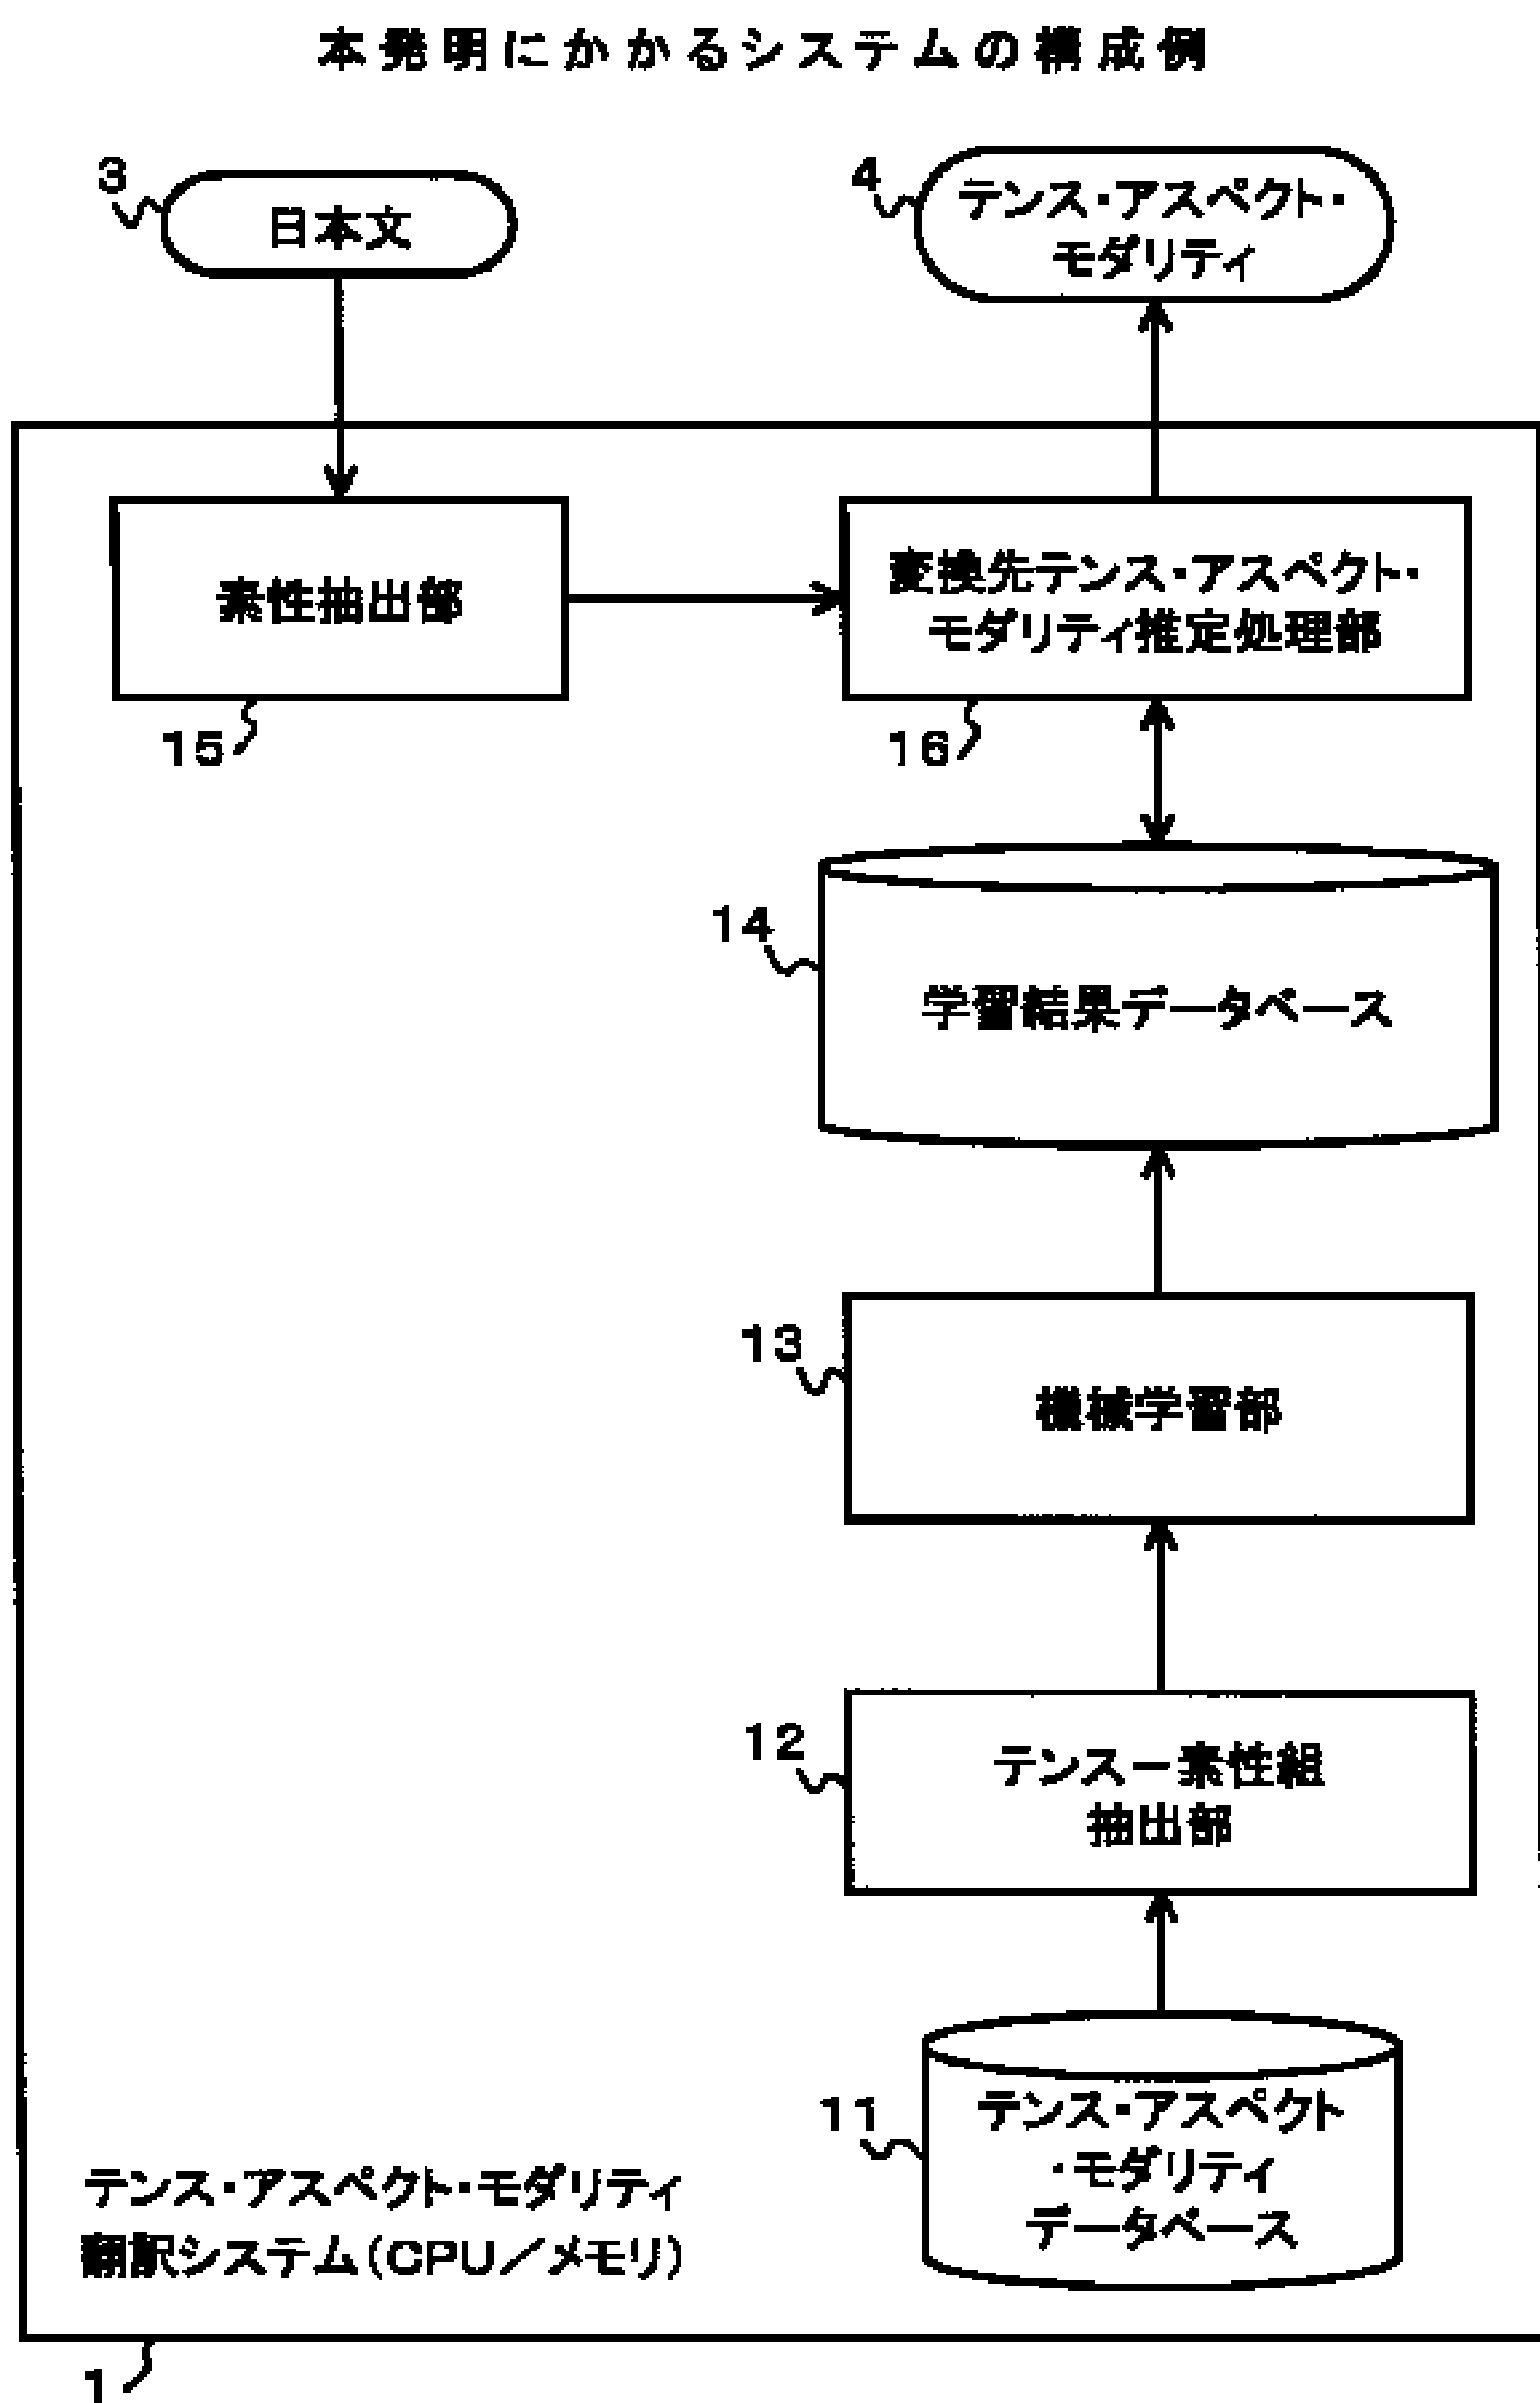 本発明にかかるシステムの構成例
3
日本文
4
テンス・アスペクト・
モダリティ
素性抽出部
15
変換先テンス・アスペクト・
モダリティ推定処理部
16
14
学習結果データベース
13
機械学習部
12
テンスー素性組
抽出部
11
テンス・アスペクト
・モダリティ
データベース
テンス・アスペクト・モダリティ
翻訳システム(CPU／メモリ)
1